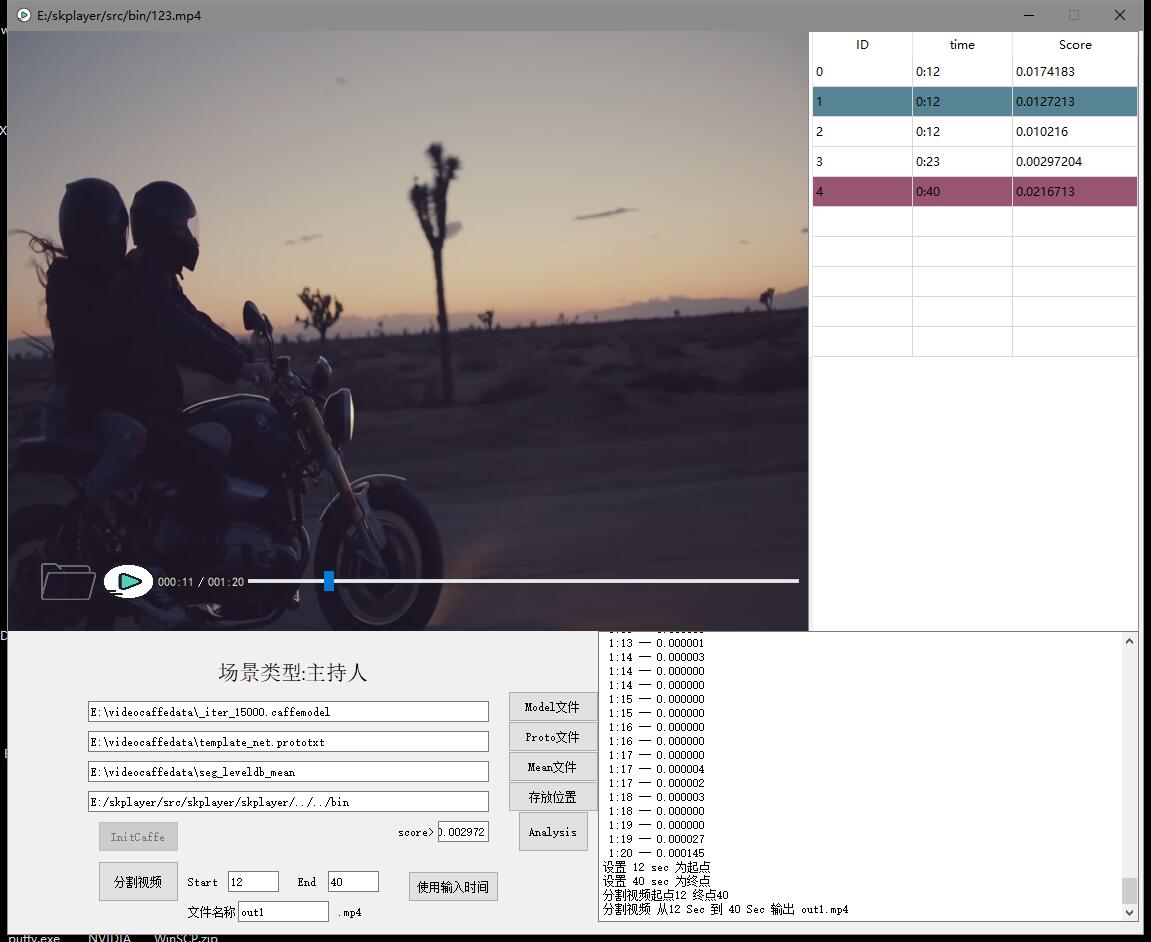 E:/skplayer/src/bin/123.mp4
ID time Score
0 0:12 0.0174183
1 0:12 0.0127213
2 0:12 0.010216
3 0:23 0.00297204
4 0:40 0.0216713
000:11 / 001:20
场景类型:主持人
E:\videocaffedata\_iter_15000.caffemodel Model文件
E:\videocaffedata\template_net.prototxt Proto文件
E:\videocaffedata\seg_leveldb_mean Mean文件
E:/skplayer/src/skplayer/skplayer/../../bin 存放位置
InitCaffe score> 0.002972 Analysis
分割视频 Start 12 End 40 使用输入时间
文件名称 out1 .mp4
1:13 — 0.000001
1:14 — 0.000003
1:14 — 0.000000
1:14 — 0.000000
1:15 — 0.000000
1:15 — 0.000000
1:16 — 0.000000
1:16 — 0.000000
1:17 — 0.000000
1:17 — 0.000004
1:17 — 0.000002
1:18 — 0.000003
1:18 — 0.000000
1:19 — 0.000000
1:19 — 0.000027
1:20 — 0.000145
设置 12 sec 为起点
设置 40 sec 为终点
分割视频起点12 终点40
分割视频 从12 Sec 到 40 Sec 输出 out1.mp4
putty.exe NVIDIA WinSCP.zip